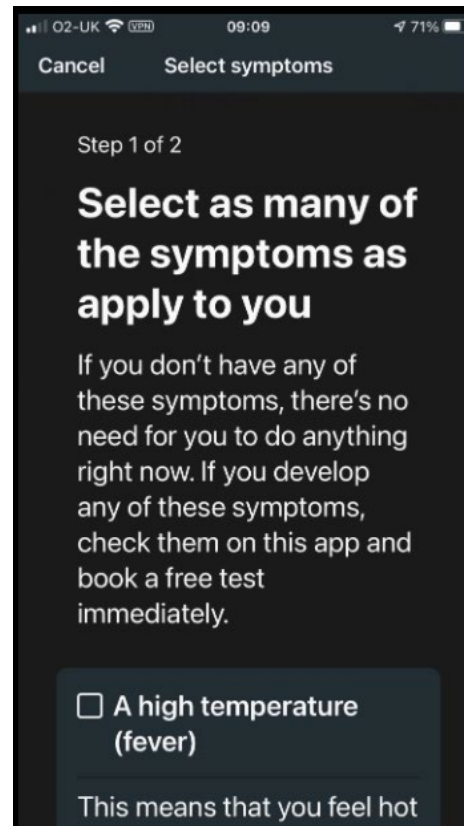 O2-UK VPN 09:09 71%
Cancel Select symptoms
Step 1 of 2
Select as many of
the symptoms as
apply to you
If you don’t have any of
these symptoms, there’s no
need for you to do anything
right now. If you develop
any of these symptoms,
check them on this app and
book a free test
immediately.
A high temperature
(fever)
This means that you feel hot